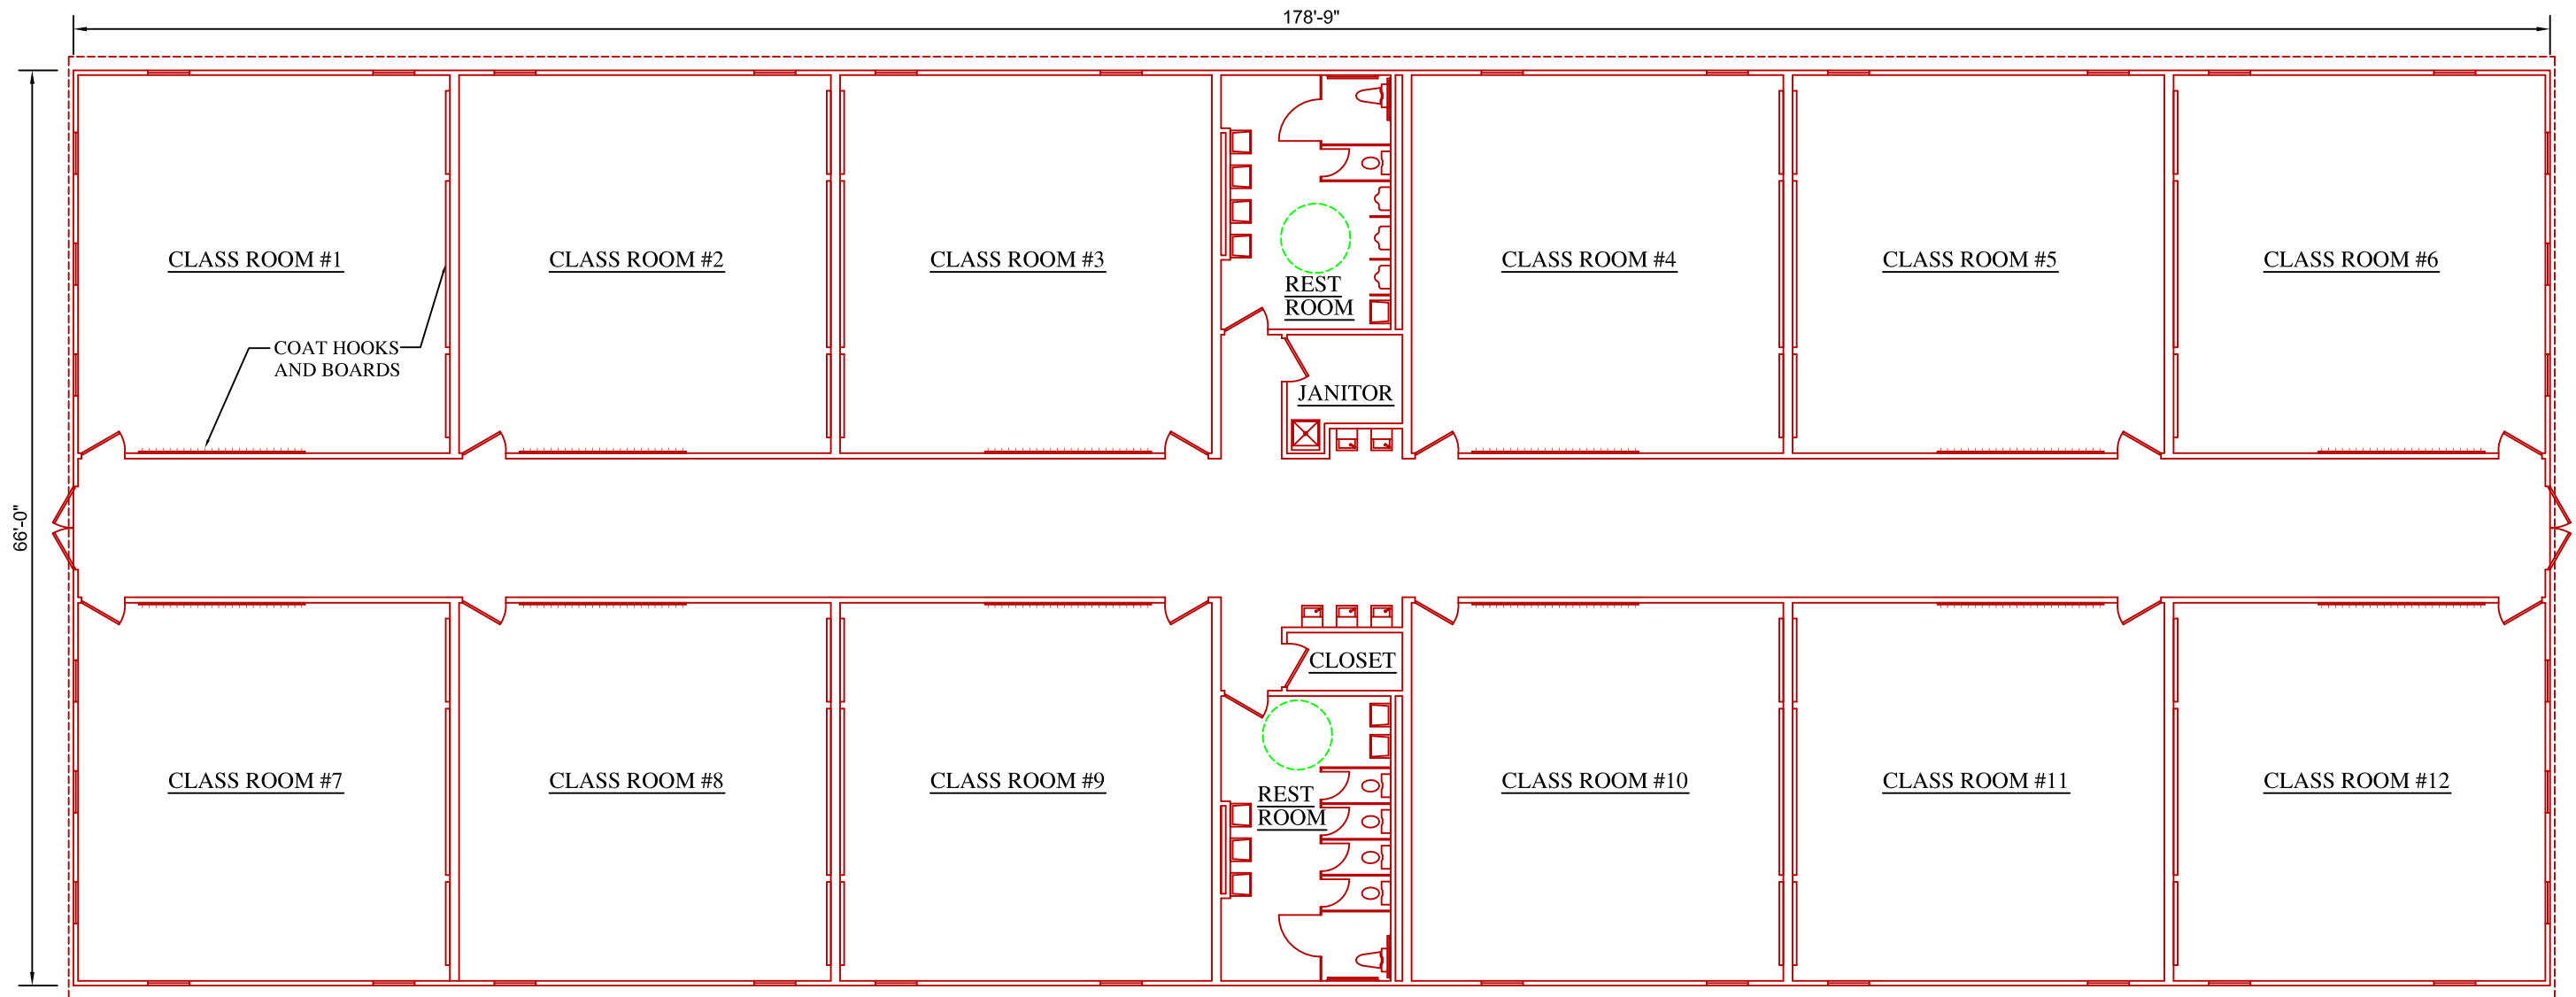 178'-9"
66'-0"
CLASS ROOM #1
CLASS ROOM #2
CLASS ROOM #3
REST
ROOM
CLASS ROOM #4
CLASS ROOM #5
CLASS ROOM #6
COAT HOOKS
AND BOARDS
JANITOR
CLOSET
CLASS ROOM #7
CLASS ROOM #8
CLASS ROOM #9
REST
ROOM
CLASS ROOM #10
CLASS ROOM #11
CLASS ROOM #12